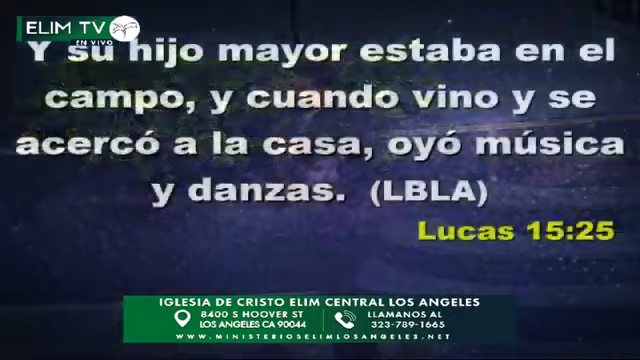 ELIM TV
EN VIVO
Y su hijo mayor estaba en el
campo, y cuando vino y se
acercó a la casa, oyó música
y danzas. (LBLA)
Lucas 15:25
IGLESIA DE CRISTO ELIM CENTRAL LOS ANGELES
8400 S HOOVER ST
LOS ANGELES CA 90044
LLAMANOS AL
323-789-1665
WWW.MINISTERIOSELIMLOSANGELES.NET